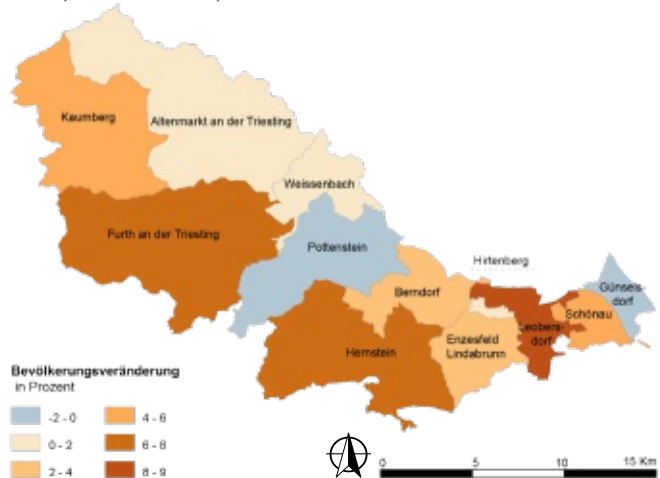 Kaumberg
Altenmarkt an der Triesting
Weissenbach
Furth an der Triesting
Pottenstein
Hirtenberg
Berndorf
Günsels-
dorf
Schönau
Leobers-
dorf
Enzesfeld
Lindabrunn
Hernstein
Bevölkerungsveränderung
in Prozent
-2 - 0
0 - 2
2 - 4
4 - 6
6 - 8
8 - 9
0 5 10 15 Km